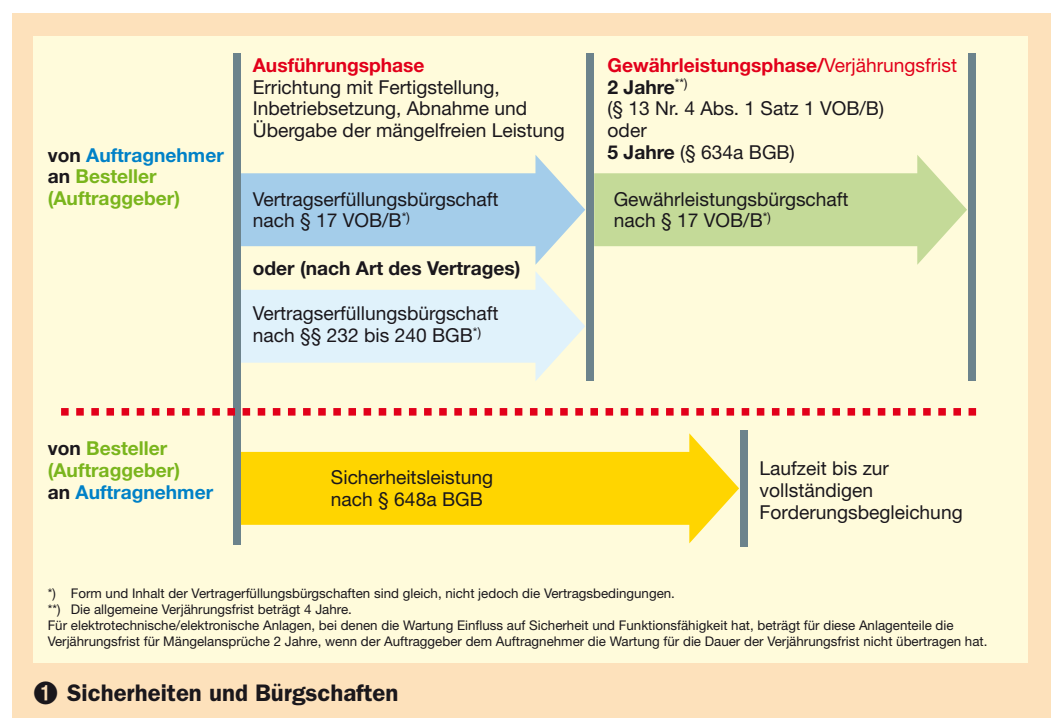 Ausführungsphase
Errichtung mit Fertigstellung,
Inbetriebsetzung, Abnahme und
Übergabe der mängelfreien Leistung
Gewährleistungsphase/Verjährungsfrist
2 Jahre**)
(§ 13 Nr. 4 Abs. 1 Satz 1 VOB/B)
oder
5 Jahre (§ 634a BGB)
von Auftragnehmer
an Besteller
(Auftraggeber)
Vertragserfüllungsbürgschaft
nach § 17 VOB/B*)
Gewährleistungsbürgschaft
nach § 17 VOB/B*)
oder (nach Art des Vertrages)
Vertragserfüllungsbürgschaft
nach §§ 232 bis 240 BGB*)
von Besteller
(Auftraggeber)
an Auftragnehmer
Sicherheitsleistung
nach § 648a BGB
Laufzeit bis zur
vollständigen
Forderungsbegleichung
*) Form und Inhalt der Vertragerfüllungsbürgschaften sind gleich, nicht jedoch die Vertragsbedingungen.
**) Die allgemeine Verjährungsfrist beträgt 4 Jahre.
Für elektrotechnische/elektronische Anlagen, bei denen die Wartung Einfluss auf Sicherheit und Funktionsfähigkeit hat, beträgt für diese Anlagenteile die
Verjährungsfrist für Mängelansprüche 2 Jahre, wenn der Auftraggeber dem Auftragnehmer die Wartung für die Dauer der Verjährungsfrist nicht übertragen hat.
❶ Sicherheiten und Bürgschaften